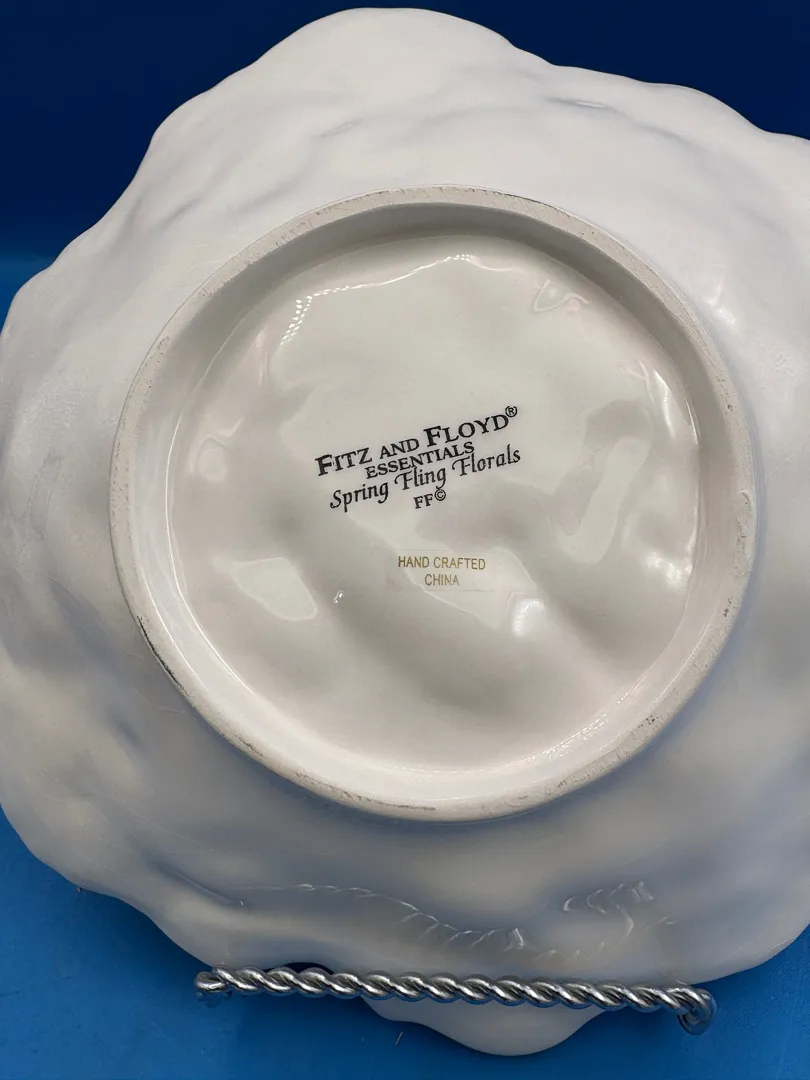 FITZ AND FLOYD®
ESSENTIALS
Spring Fling Florals
FF©
HAND CRAFTED
CHINA